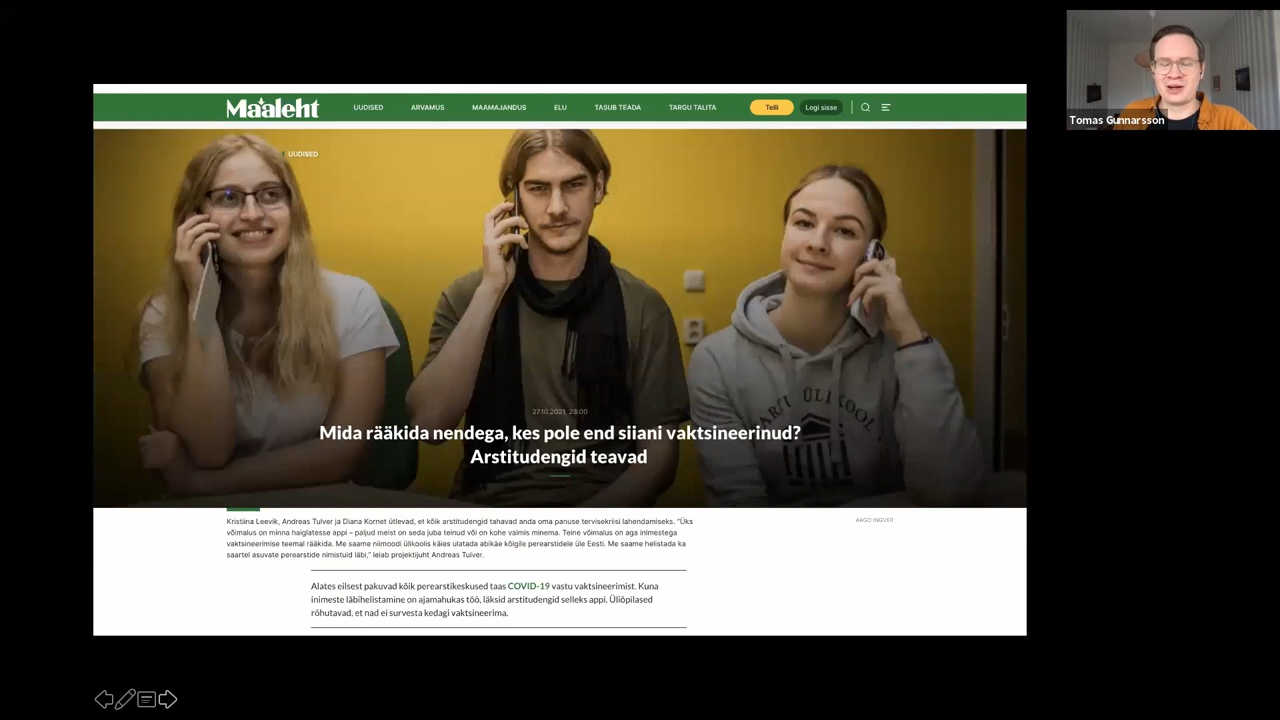 Maaleht
UUDISED ARVAMUS MAAMAJANDUS ELU TASUB TEADA TARGU TALITA Telli Logi sisse
Tomas Gunnarsson
UUDISED
ÜLI OOL
27.10.2021, 23:00
Mida rääkida nendega, kes pole end siiani vaktsineerinud?
Arstitudengid teavad
Kristiina Leevik, Andreas Tulver ja Diana Kornet ütlevad, et kõik arstitudengid tahavad anda oma panuse tervisekriisi lahendamiseks. "Üks
võimalus on minna haiglatesse appi – paljud meist on seda juba teinud või on kohe valmis minema. Teine võimalus on aga inimestega
vaktsineerimise teemal rääkida. Me saame niimoodi ülikoolis käies ulatada abikäe kõigile perearstidele üle Eesti. Me saame helistada ka
saartel asuvate perearstide nimistuid läbi," leiab projektijuht Andreas Tulver.
ARGO INGVER
Alates eilsest pakuvad kõik perearstikeskused taas COVID-19 vastu vaktsineerimist. Kuna
inimeste läbihelistamine on ajamahukas töö, läksid arstitudengid selleks appi. Üliõpilased
rõhutavad, et nad ei survesta kedagi vaktsineerima.